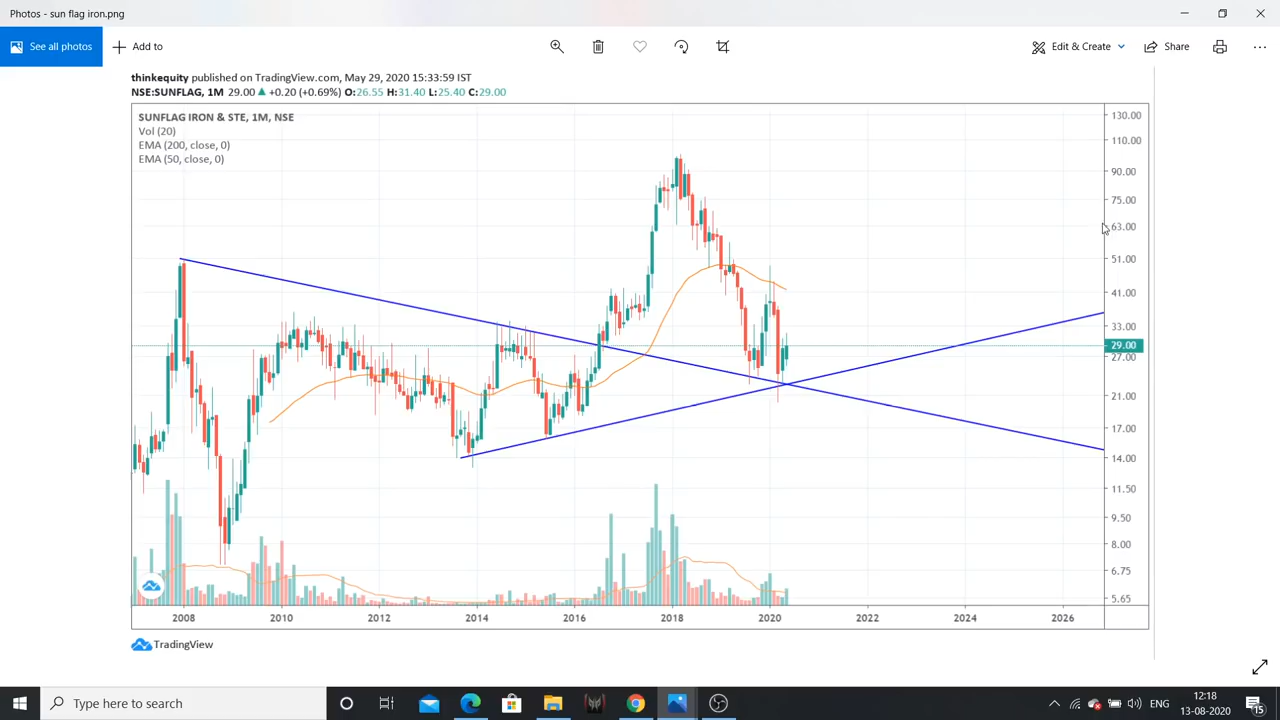 Photos - sun flag iron.png
See all photos
Add to
Edit & Create
Share
thinkequity published on TradingView.com, May 29, 2020 15:33:59 IST
NSE:SUNFLAG, 1M 29.00 ▲ +0.20 (+0.69%) O:26.55 H:31.40 L:25.40 C:29.00
SUNFLAG IRON & STE, 1M, NSE
Vol (20)
EMA (200, close, 0)
EMA (50, close, 0)
130.00
110.00
90.00
75.00
63.00
51.00
41.00
33.00
29.00
27.00
21.00
17.00
14.00
11.50
9.50
8.00
6.75
5.65
2008 2010 2012 2014 2016 2018 2020 2022 2024 2026
TradingView
Type here to search
ENG
12:18
13-08-2020
15